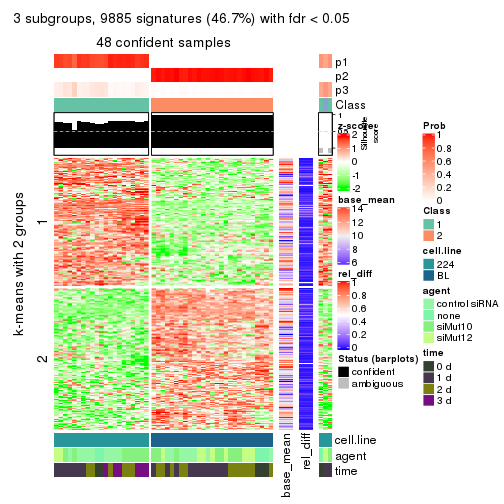 3 subgroups, 9885 signatures (46.7%) with fdr < 0.05
48 confident samples
p1
p2
p3
Class
1
Silhouette
score
k-means with 2 groups
1
2
base_mean
rel_diff
cell.line
agent
time
z-score
2
1
0
-1
-2
base_mean
14
12
10
8
6
rel_diff
1
0.8
0.6
0.4
0.2
0
Status (barplots)
confident
ambiguous
Prob
1
0.8
0.6
0.4
0.2
0
Class
1
2
cell.line
224
BL
agent
control siRNA
none
siMut10
siMut12
time
0 d
1 d
2 d
3 d